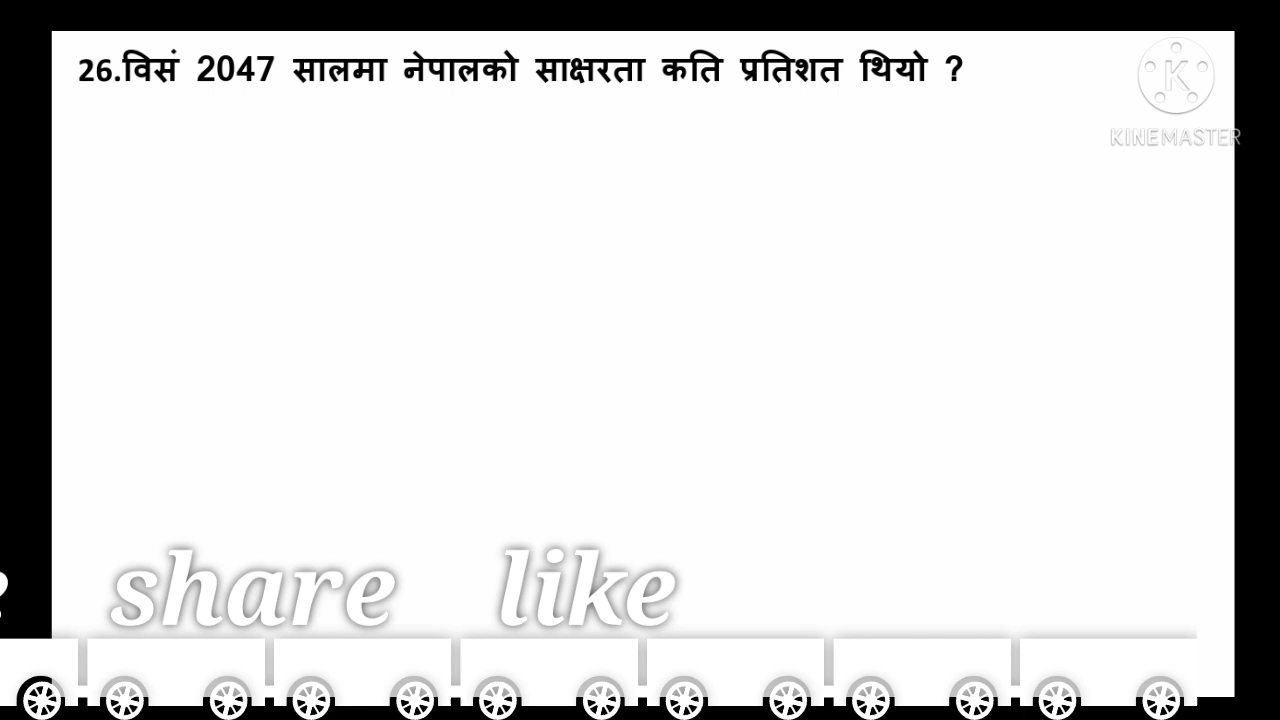 26.विसं 2047 सालमा नेपालको साक्षरता कति प्रतिशत थियो ?
KINEMASTER
share like